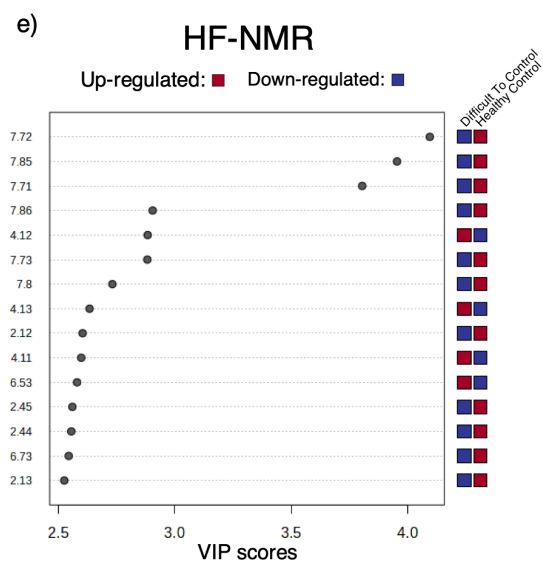 e)
HF-NMR
Up-regulated: Down-regulated:
Difficult To Control
Healthy Control
7.72
7.85
7.71
7.86
4.12
7.73
7.8
4.13
2.12
4.11
6.53
2.45
2.44
6.73
2.13
2.5 3.0 3.5 4.0
VIP scores